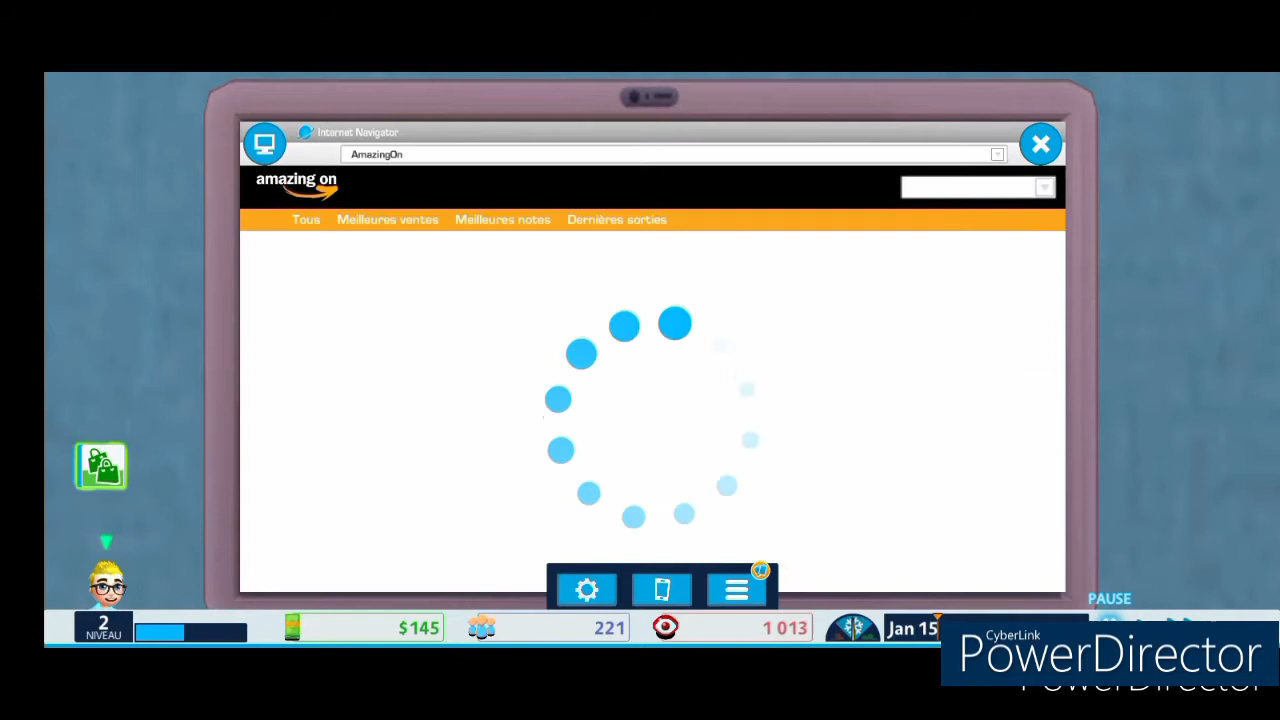 Internet Navigator
AmazingOn
amazing on
Tous Meilleures ventes Meilleures notes Dernières sorties
PAUSE
2
NIVEAU
$145
221
1 013
Jan 15
CyberLink
PowerDirector
PowerDirector